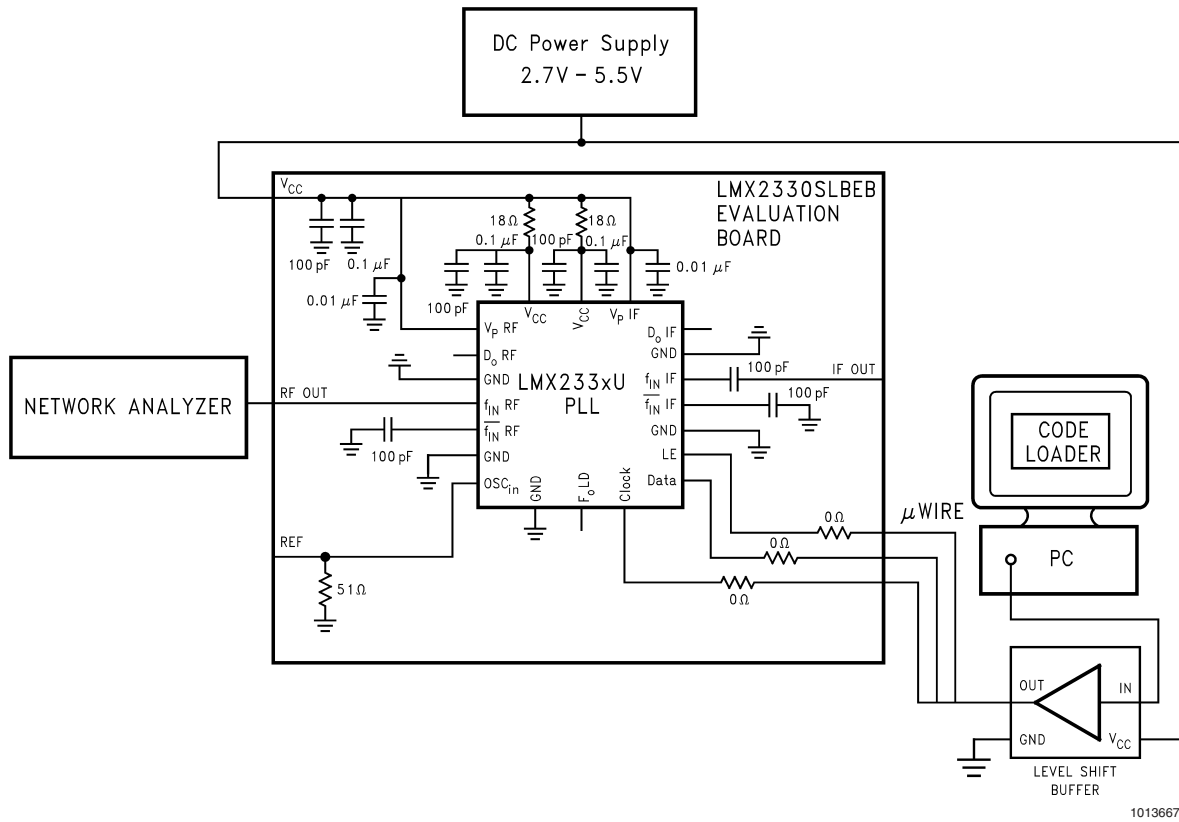 DC Power Supply
2.7V – 5.5V
LMX2330SLBEB
EVALUATION
BOARD
VCC
18Ω
18Ω
100 pF
0.1 μF
0.1 μF
100 pF
0.1 μF
0.01 μF
0.01 μF
100 pF
VCC
VCC
VP IF
VP RF
Do RF
GND
fIN RF
fIN RF
GND
OSCin
LMX233xU
PLL
Do IF
GND
fIN IF
fIN IF
GND
LE
Data
GND
FoLD
Clock
100 pF
IF OUT
100 pF
NETWORK ANALYZER
RF OUT
100 pF
REF
51Ω
0Ω
0Ω
0Ω
μWIRE
CODE
LOADER
PC
OUT
IN
GND
VCC
LEVEL SHIFT
BUFFER
1013667